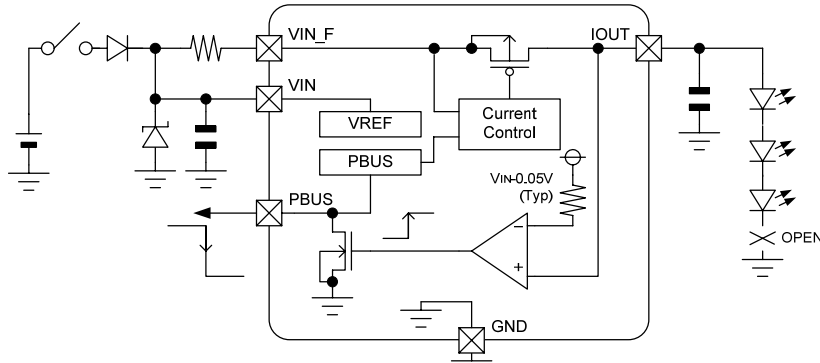 VIN_F
IOUT
VIN
VREF
Current
Control
PBUS
VIN-0.05V
(Typ)
PBUS
OPEN
GND